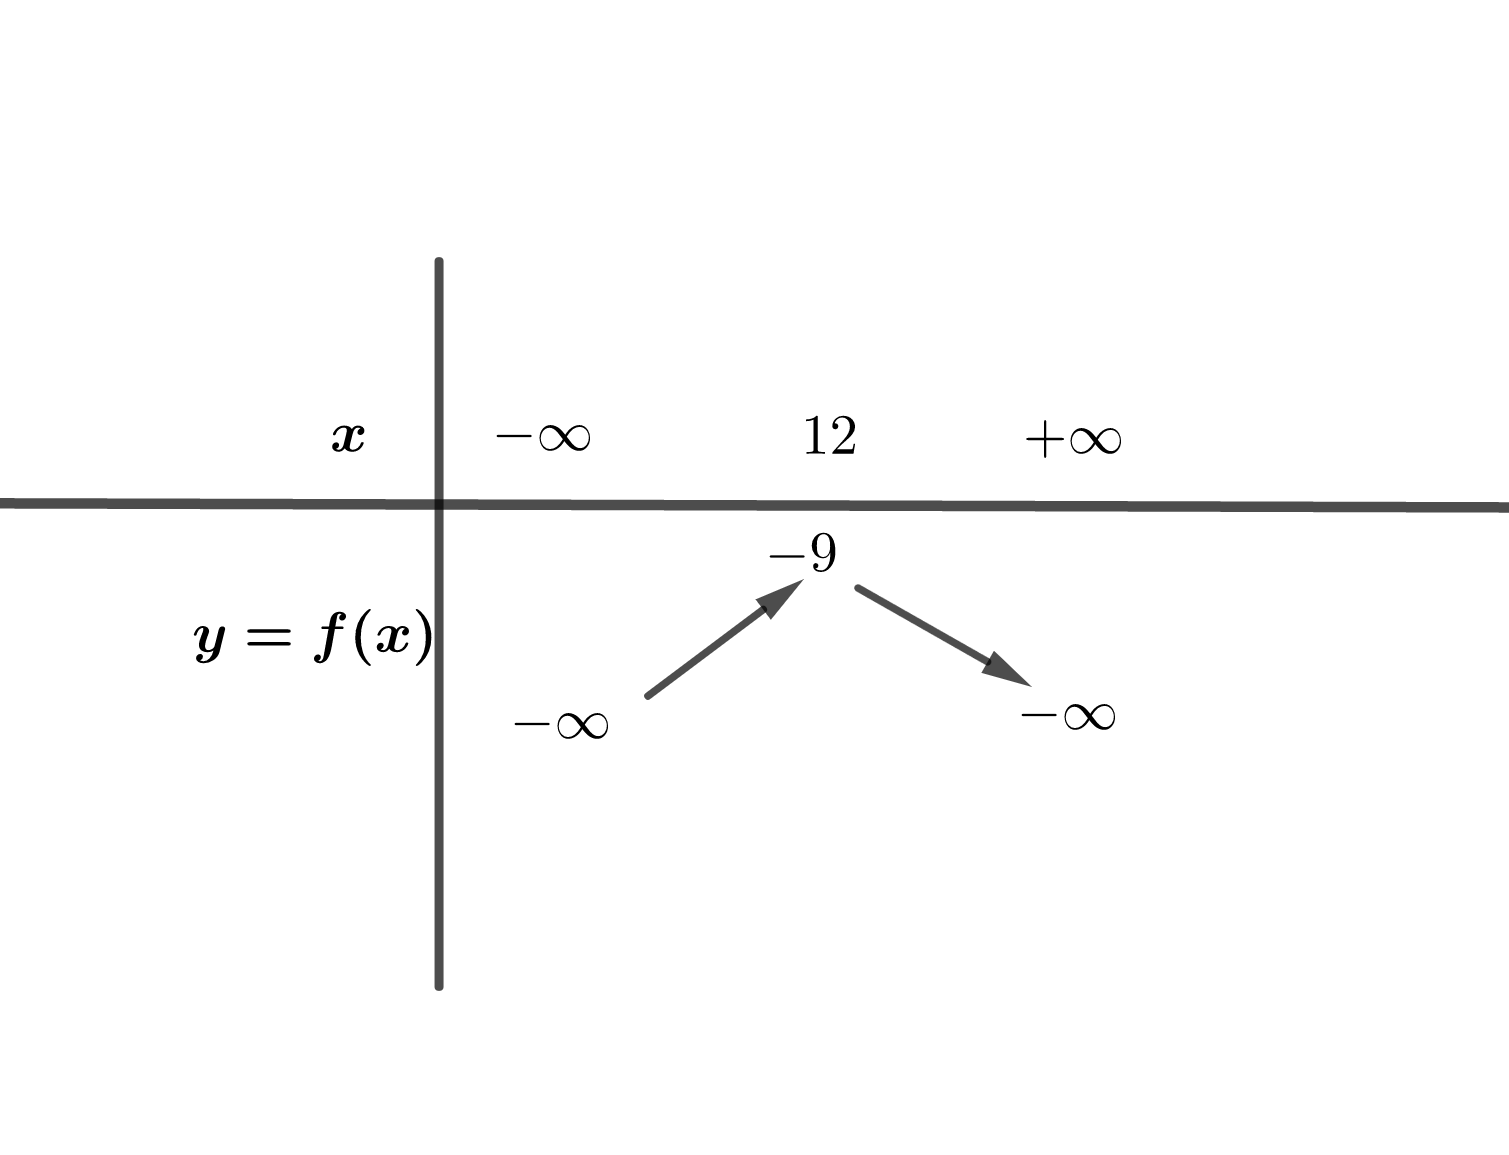 x −∞ 12 +∞
−9
y = f(x)
−∞ −∞